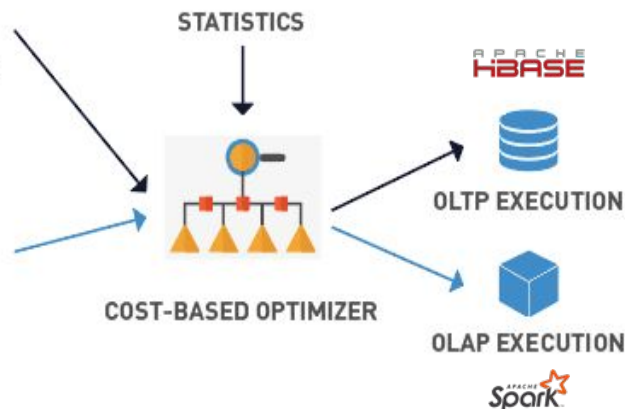 STATISTICS
APACHE
HBASE
OLTP EXECUTION
COST-BASED OPTIMIZER
OLAP EXECUTION
APACHE
Spark